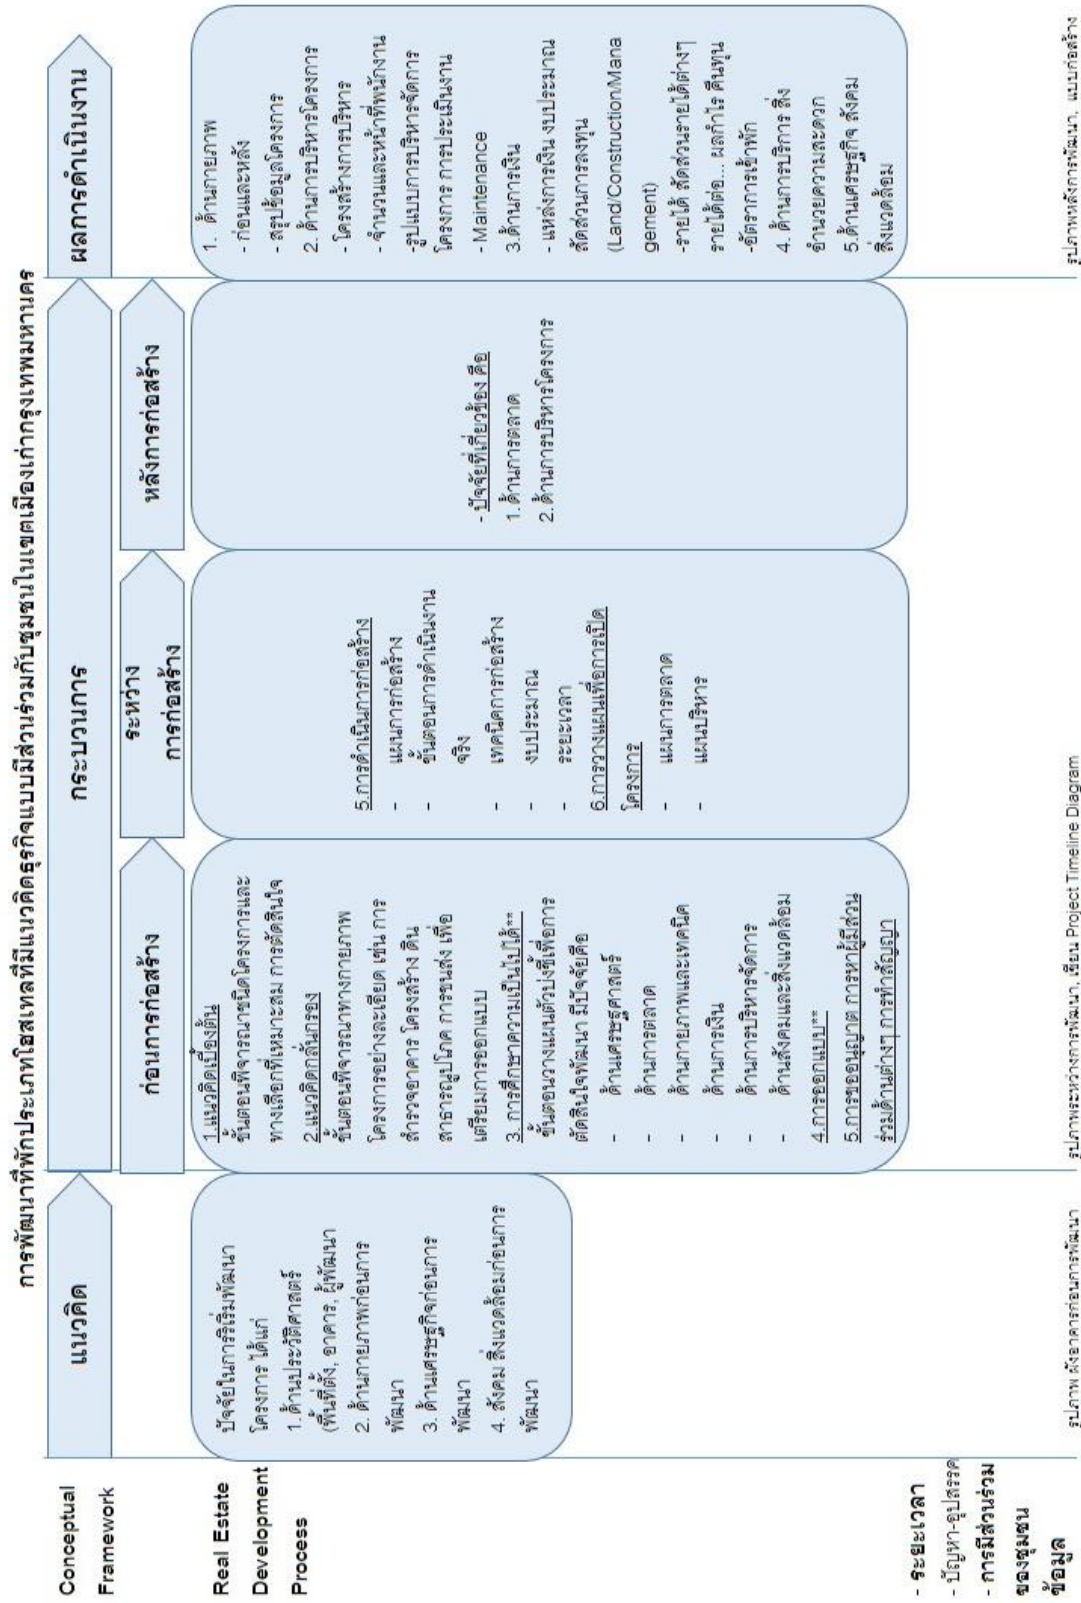 การพัฒนาที่พักประเภทโฮสเทลที่มีแนวคิดธุรกิจแบบมีส่วนร่วมกับชุมชนในเขตเมืองเก่ากรุงเทพมหานคร
Conceptual
Framework
แนวคิด
กระบวนการ
ผลการดำเนินงาน
ก่อนการก่อสร้าง
ระหว่าง
การก่อสร้าง
หลังการก่อสร้าง
Real Estate
Development
Process
ปัจจัยในการริเริ่มพัฒนา
โครงการ ได้แก่
1.ด้านประวัติศาสตร์
(พื้นที่ตั้ง, อาคาร, ผู้พัฒนา
2. ด้านกายภาพก่อนการ
พัฒนา
3. ด้านเศรษฐกิจก่อนการ
พัฒนา
4. สังคม สิ่งแวดล้อมก่อนการ
พัฒนา
1.แนวคิดเบื้องต้น
ขั้นตอนพิจารณาชนิดโครงการและ
ทางเลือกที่เหมาะสม การตัดสินใจ
2.แนวคิดกลั่นกรอง
ขั้นตอนพิจารณาทางกายภาพ
โครงการอย่างละเอียด เช่น การ
สำรวจอาคาร โครงสร้าง ดิน
สาธารณูปโภค การขนส่ง เพื่อ
เตรียมการออกแบบ
3. การศึกษาความเป็นไปได้**
ขั้นตอนวางแผนตัวบ่งชี้เพื่อการ
ตัดสินใจพัฒนา มีปัจจัยคือ
- ด้านเศรษฐศาสตร์
- ด้านการตลาด
- ด้านกายภาพและเทคนิค
- ด้านการเงิน
- ด้านการบริหารจัดการ
- ด้านสังคมและสิ่งแวดล้อม
4.การออกแบบ**
5.การขออนุญาต การหาผู้มีส่วน
ร่วมด้านต่างๆ การทำสัญญา
5.การดำเนินการก่อสร้าง
- แผนการก่อสร้าง
- ขั้นตอนการดำเนินงาน
จริง
- เทคนิคการก่อสร้าง
- งบประมาณ
- ระยะเวลา
6.การวางแผนเพื่อการเปิด
โครงการ
- แผนการตลาด
- แผนบริหาร
- ปัจจัยที่เกี่ยวข้อง คือ
1.ด้านการตลาด
2.ด้านการบริหารโครงการ
1. ด้านกายภาพ
- ก่อนและหลัง
- สรุปข้อมูลโครงการ
2. ด้านการบริหารโครงการ
- โครงสร้างการบริหาร
- จำนวนและหน้าที่พนักงาน
-รูปแบบการบริหารจัดการ
โครงการ การประเมินงาน
- Maintenance
3.ด้านการเงิน
- แหล่งการเงิน งบประมาณ
สัดส่วนการลงทุน
(Land/Construction/Mana
gement)
-รายได้ สัดส่วนรายได้ต่างๆ
รายได้ต่อ... ผลกำไร คืนทุน
-อัตราการเข้าพัก
4. ด้านการบริการ สิ่ง
อำนวยความสะดวก
5.ด้านเศรษฐกิจ สังคม
สิ่งแวดล้อม
- ระยะเวลา
- ปัญหา-อุปสรรค
- การมีส่วนร่วม
ของชุมชน
ข้อมูล
รูปภาพ ผังอาคารก่อนการพัฒนา
รูปภาพระหว่างการพัฒนา, เขียน Project Timeline Diagram
รูปภาพหลังการพัฒนา, แบบก่อสร้าง